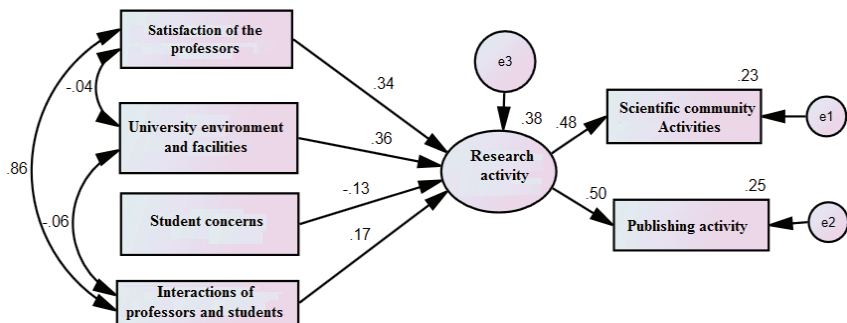 Satisfaction of the
professors
-.04
University environment
and facilities
.86
-.06
Student concerns
Interactions of
professors and students
.34
.36
-.13
.17
e3
.38
Research
activity
.48
.50
.23
Scientific community
Activities
e1
.25
Publishing activity
e2